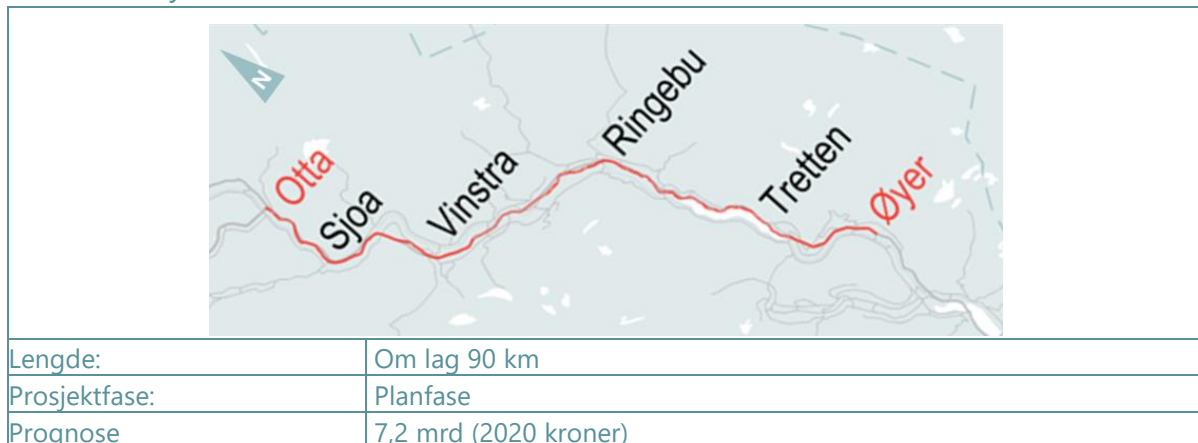 N
Otta
Sjoa
Vinstra
Ringebu
Tretten
Øyer
Lengde: Om lag 90 km
Prosjektfase: Planfase
Prognose 7,2 mrd (2020 kroner)